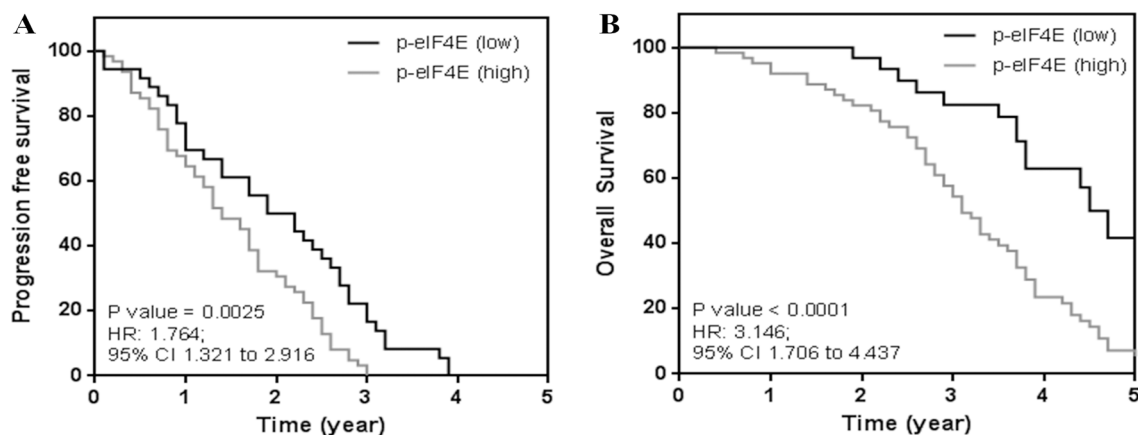 A
Progression free survival
100
80
60
40
20
0
p-eIF4E (low)
p-eIF4E (high)
P value = 0.0025
HR: 1.764;
95% CI 1.321 to 2.916
0 1 2 3 4 5
Time (year)
B
Overall Survival
100
80
60
40
20
0
p-eIF4E (low)
p-eIF4E (high)
P value < 0.0001
HR: 3.146;
95% CI 1.706 to 4.437
0 1 2 3 4 5
Time (year)